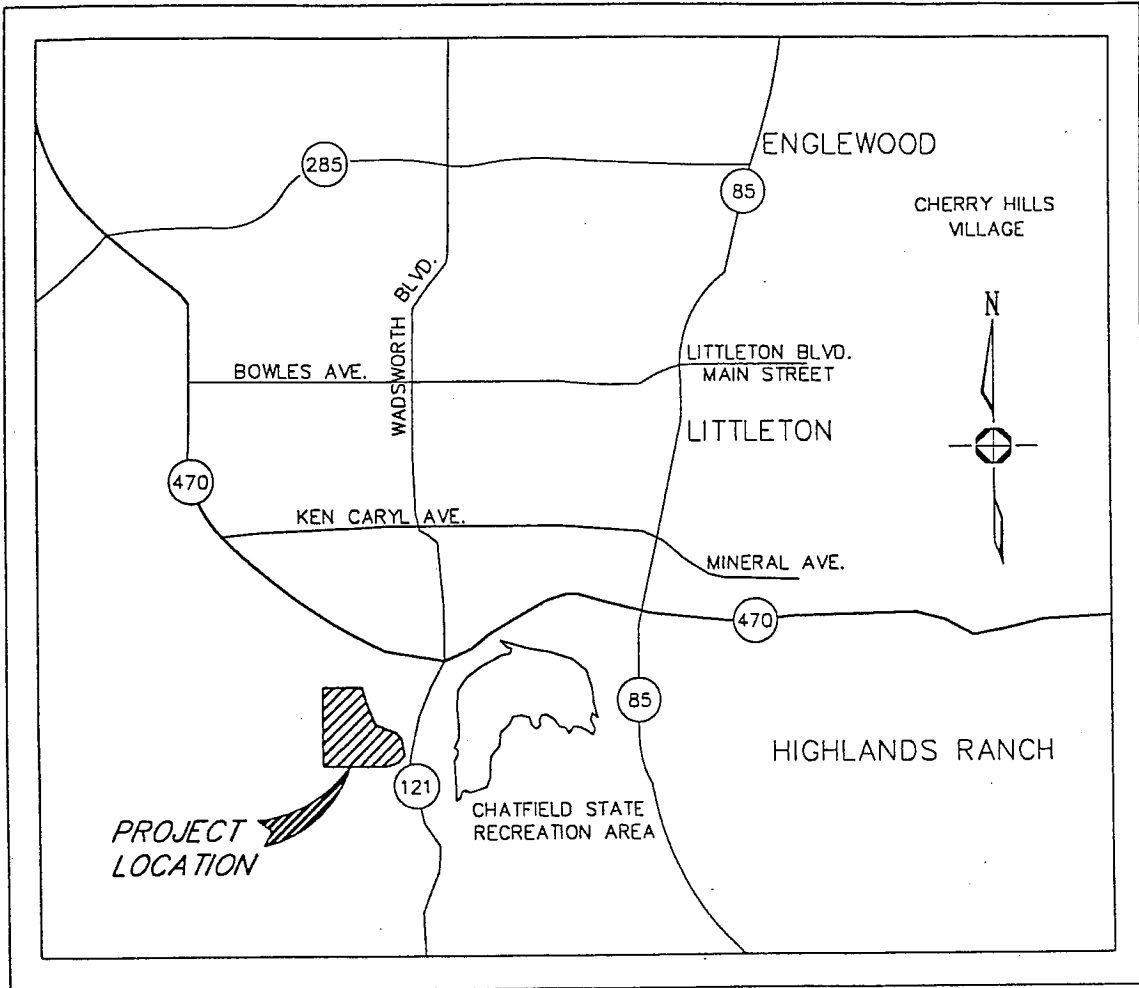 ENGLEWOOD
285
85
CHERRY HILLS
VILLAGE
WADSWORTH BLVD.
N
LITTLETON BLVD.
MAIN STREET
BOWLES AVE.
LITTLETON
470
KEN CARYL AVE.
MINERAL AVE.
470
85
HIGHLANDS RANCH
121
CHATFIELD STATE
RECREATION AREA
PROJECT
LOCATION